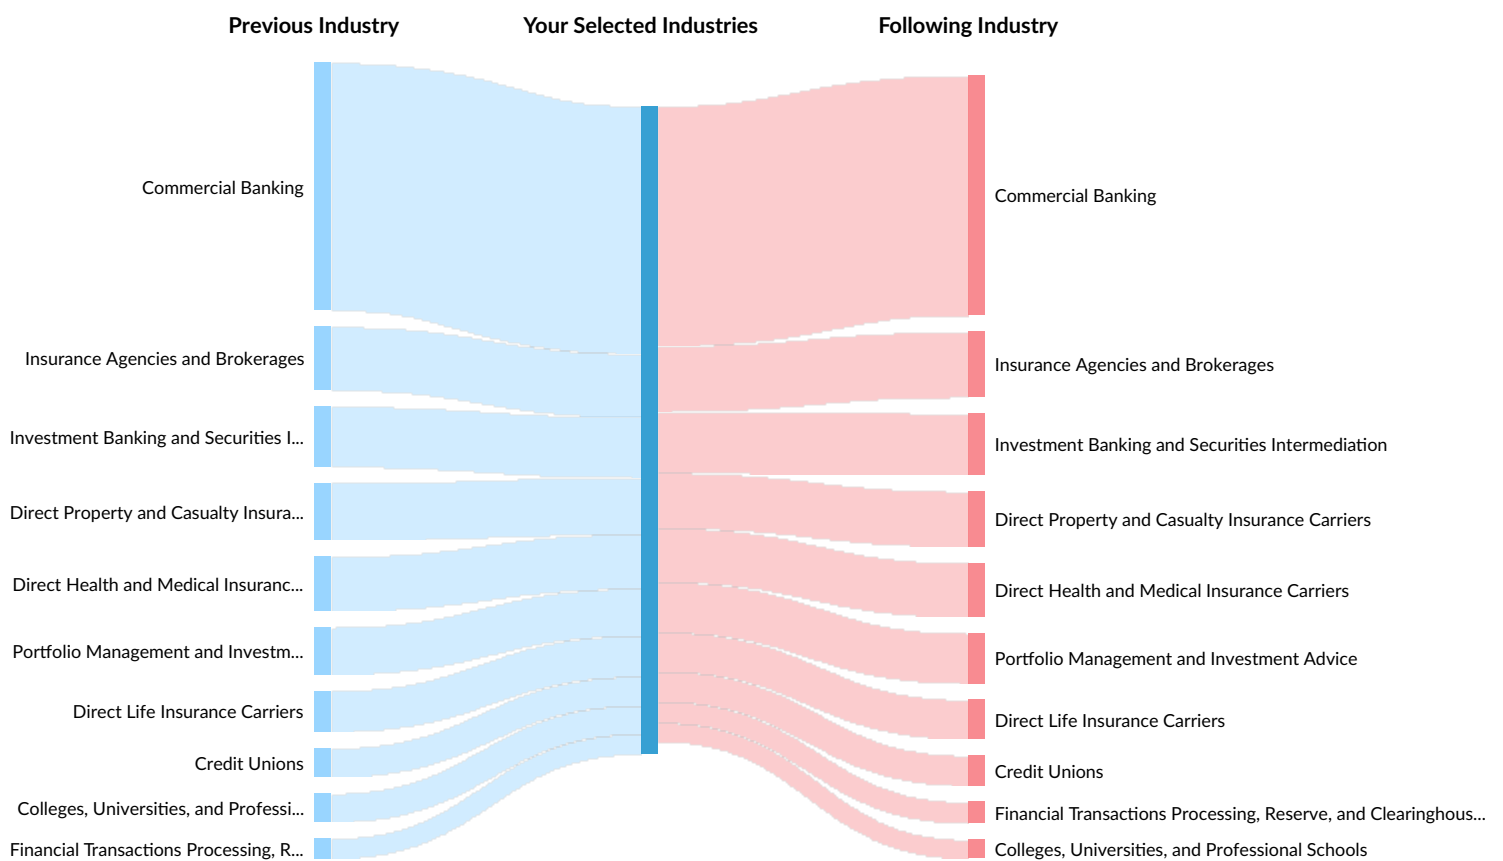 Previous Industry
Your Selected Industries
Following Industry
Commercial Banking
Insurance Agencies and Brokerages
Investment Banking and Securities I...
Direct Property and Casualty Insura...
Direct Health and Medical Insuranc...
Portfolio Management and Investm...
Direct Life Insurance Carriers
Credit Unions
Colleges, Universities, and Professi...
Financial Transactions Processing, R...
Commercial Banking
Insurance Agencies and Brokerages
Investment Banking and Securities Intermediation
Direct Property and Casualty Insurance Carriers
Direct Health and Medical Insurance Carriers
Portfolio Management and Investment Advice
Direct Life Insurance Carriers
Credit Unions
Financial Transactions Processing, Reserve, and Clearinghous...
Colleges, Universities, and Professional Schools